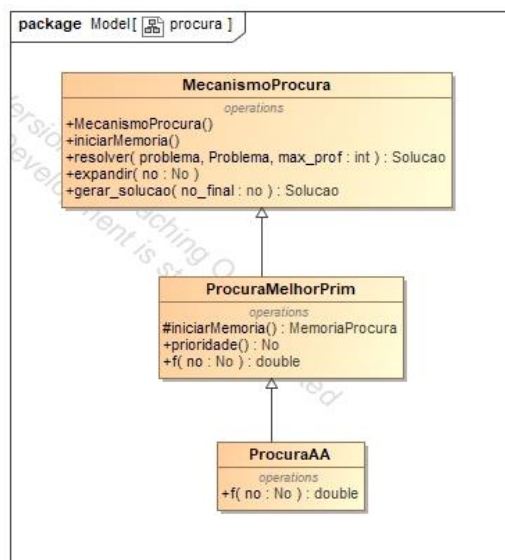 package Model[ procura ]
MecanismoProcura
operations
+MecanismoProcura()
+iniciarMemoria()
+resolver( problema, Problema, max_prof : int ) : Solucao
+expandir( no : No )
+gerar_solucao( no_final : no ) : Solucao
ProcuraMelhorPrim
operations
#iniciarMemoria() : MemoriaProcura
+prioridade() : No
+f( no : No ) : double
ProcuraAA
operations
+f( no : No ) : double